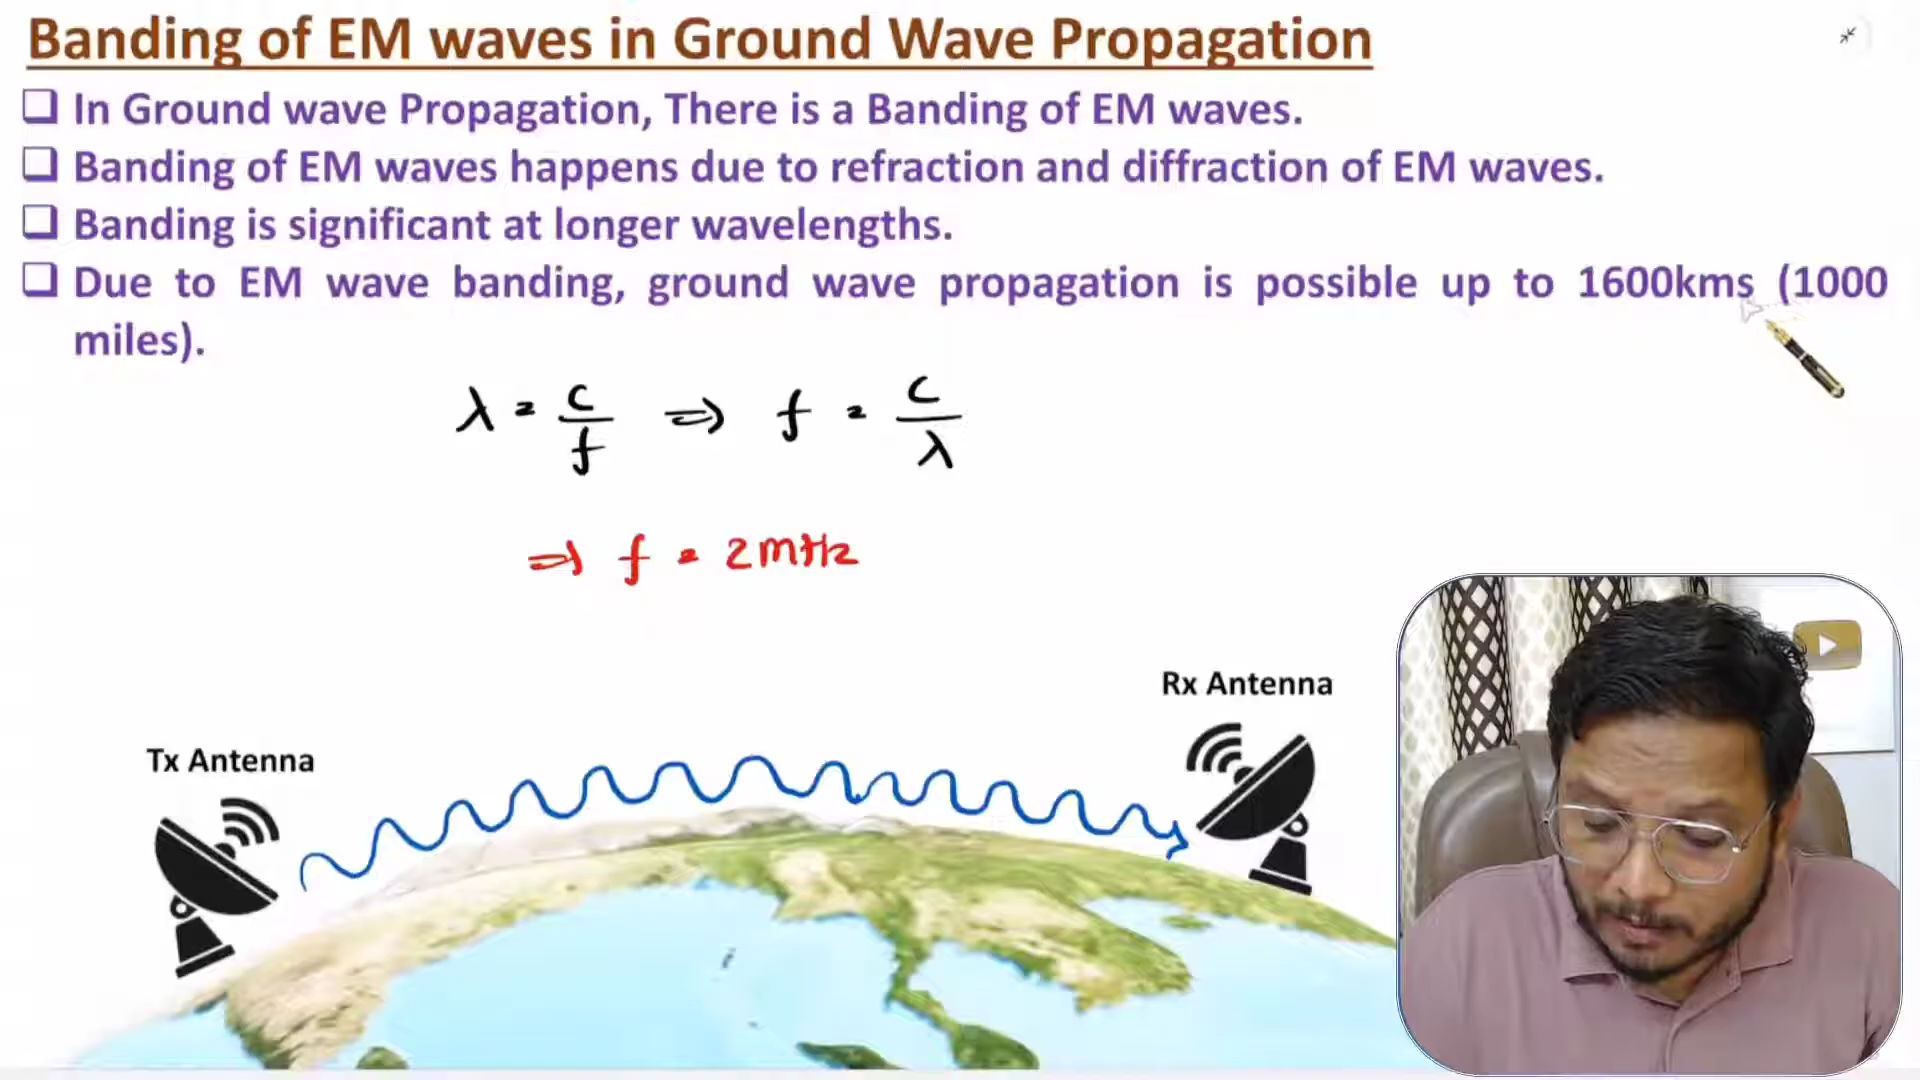 Banding of EM waves in Ground Wave Propagation
In Ground wave Propagation, There is a Banding of EM waves.
Banding of EM waves happens due to refraction and diffraction of EM waves.
Banding is significant at longer wavelengths.
Due to EM wave banding, ground wave propagation is possible up to 1600kms (1000
miles).
λ = c/f ⇒ f = c/λ
⇒ f = 2mHz
Rx Antenna
Tx Antenna